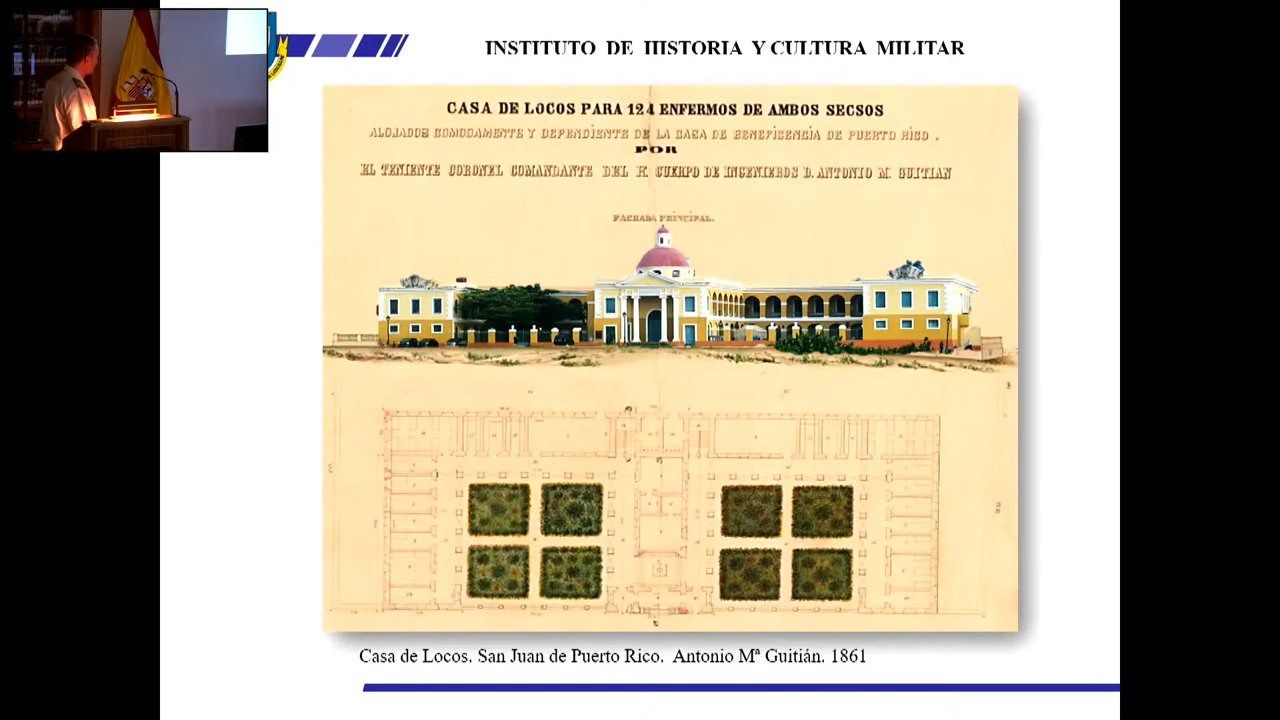 INSTITUTO DE HISTORIA Y CULTURA MILITAR
CASA DE LOCOS PARA 124 ENFERMOS DE AMBOS SECSOS
ALOJADOS COMODAMENTE Y DEPENDIENTE DE LA CASA DE BENEFICENCIA DE PUERTO RICO.
POR
EL TENIENTE CORONEL COMANDANTE DEL R. CUERPO DE INGENIEROS D. ANTONIO M. GUITIAN
FACHADA PRINCIPAL.
Casa de Locos. San Juan de Puerto Rico. Antonio Mª Guitián. 1861